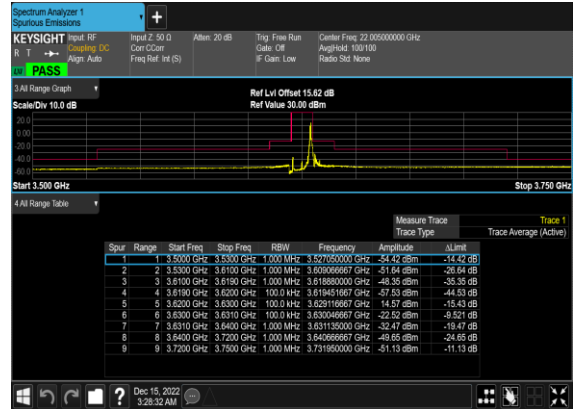 Spectrum Analyzer 1
Spurious Emissions
KEYSIGHT Input: RF Input Z: 50 Ω Atten: 20 dB Trig: Free Run Center Freq: 22.005000000 GHz
R T Coupling: DC Corr CCorr Gate: Off Avg|Hold: 100/100
Align: Auto Freq Ref: Int (S) IF Gain: Low Radio Std: None
PASS
3 All Range Graph Ref Lvl Offset 15.62 dB
Scale/Div 10.0 dB Ref Value 30.00 dBm
20.0
0.00
-20.0
-40.0
-60.0
Start 3.500 GHz Stop 3.750 GHz
4 All Range Table
Measure Trace Trace 1
Trace Type Trace Average (Active)
Spur Range Start Freq Stop Freq RBW Frequency Amplitude ΔLimit
1 1 3.5000 GHz 3.5300 GHz 1.000 MHz 3.527050000 GHz -54.42 dBm -14.42 dB
2 2 3.5300 GHz 3.6100 GHz 1.000 MHz 3.609066667 GHz -51.64 dBm -26.64 dB
3 3 3.6100 GHz 3.6190 GHz 1.000 MHz 3.618880000 GHz -48.35 dBm -35.35 dB
4 4 3.6190 GHz 3.6200 GHz 100.0 kHz 3.619451667 GHz -57.53 dBm -44.53 dB
5 5 3.6200 GHz 3.6300 GHz 100.0 kHz 3.629116667 GHz 14.57 dBm -15.43 dB
6 6 3.6300 GHz 3.6310 GHz 100.0 kHz 3.630046667 GHz -22.52 dBm -9.521 dB
7 7 3.6310 GHz 3.6400 GHz 1.000 MHz 3.631135000 GHz -32.47 dBm -19.47 dB
8 8 3.6400 GHz 3.7200 GHz 1.000 MHz 3.640666667 GHz -49.65 dBm -24.65 dB
9 9 3.7200 GHz 3.7500 GHz 1.000 MHz 3.731950000 GHz -51.13 dBm -11.13 dB
? Dec 15, 2022
3:28:32 AM